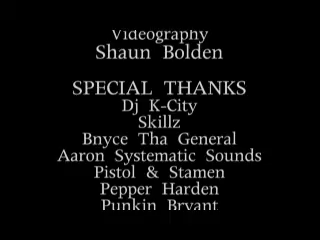 Videography
Shaun Bolden
SPECIAL THANKS
Dj K-City
Skillz
Bnyce Tha General
Aaron Systematic Sounds
Pistol & Stamen
Pepper Harden
Punkin Bryant